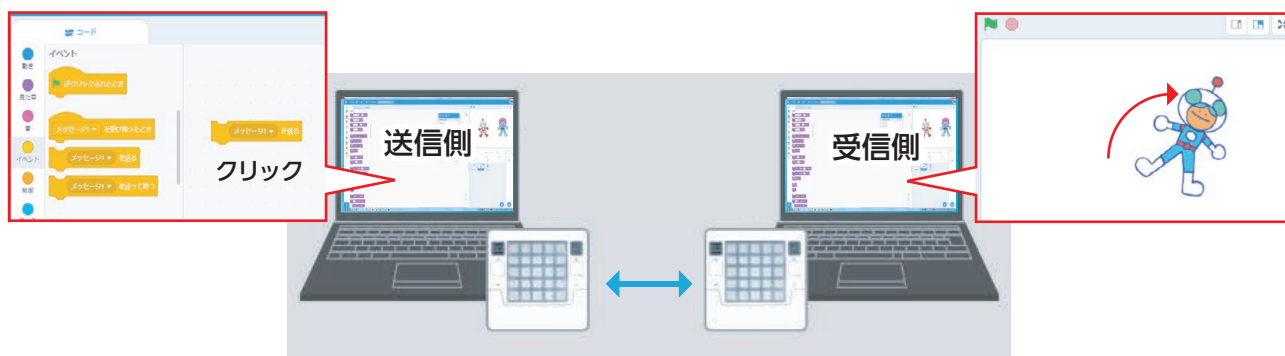 コード
イベント
動き
見た目
音
イベント
制御
がクリックされたとき
メッセージ1 を受け取ったとき
メッセージ1 を送る
メッセージ1 を送って待つ
メッセージ1 を送る
クリック
送信側
受信側